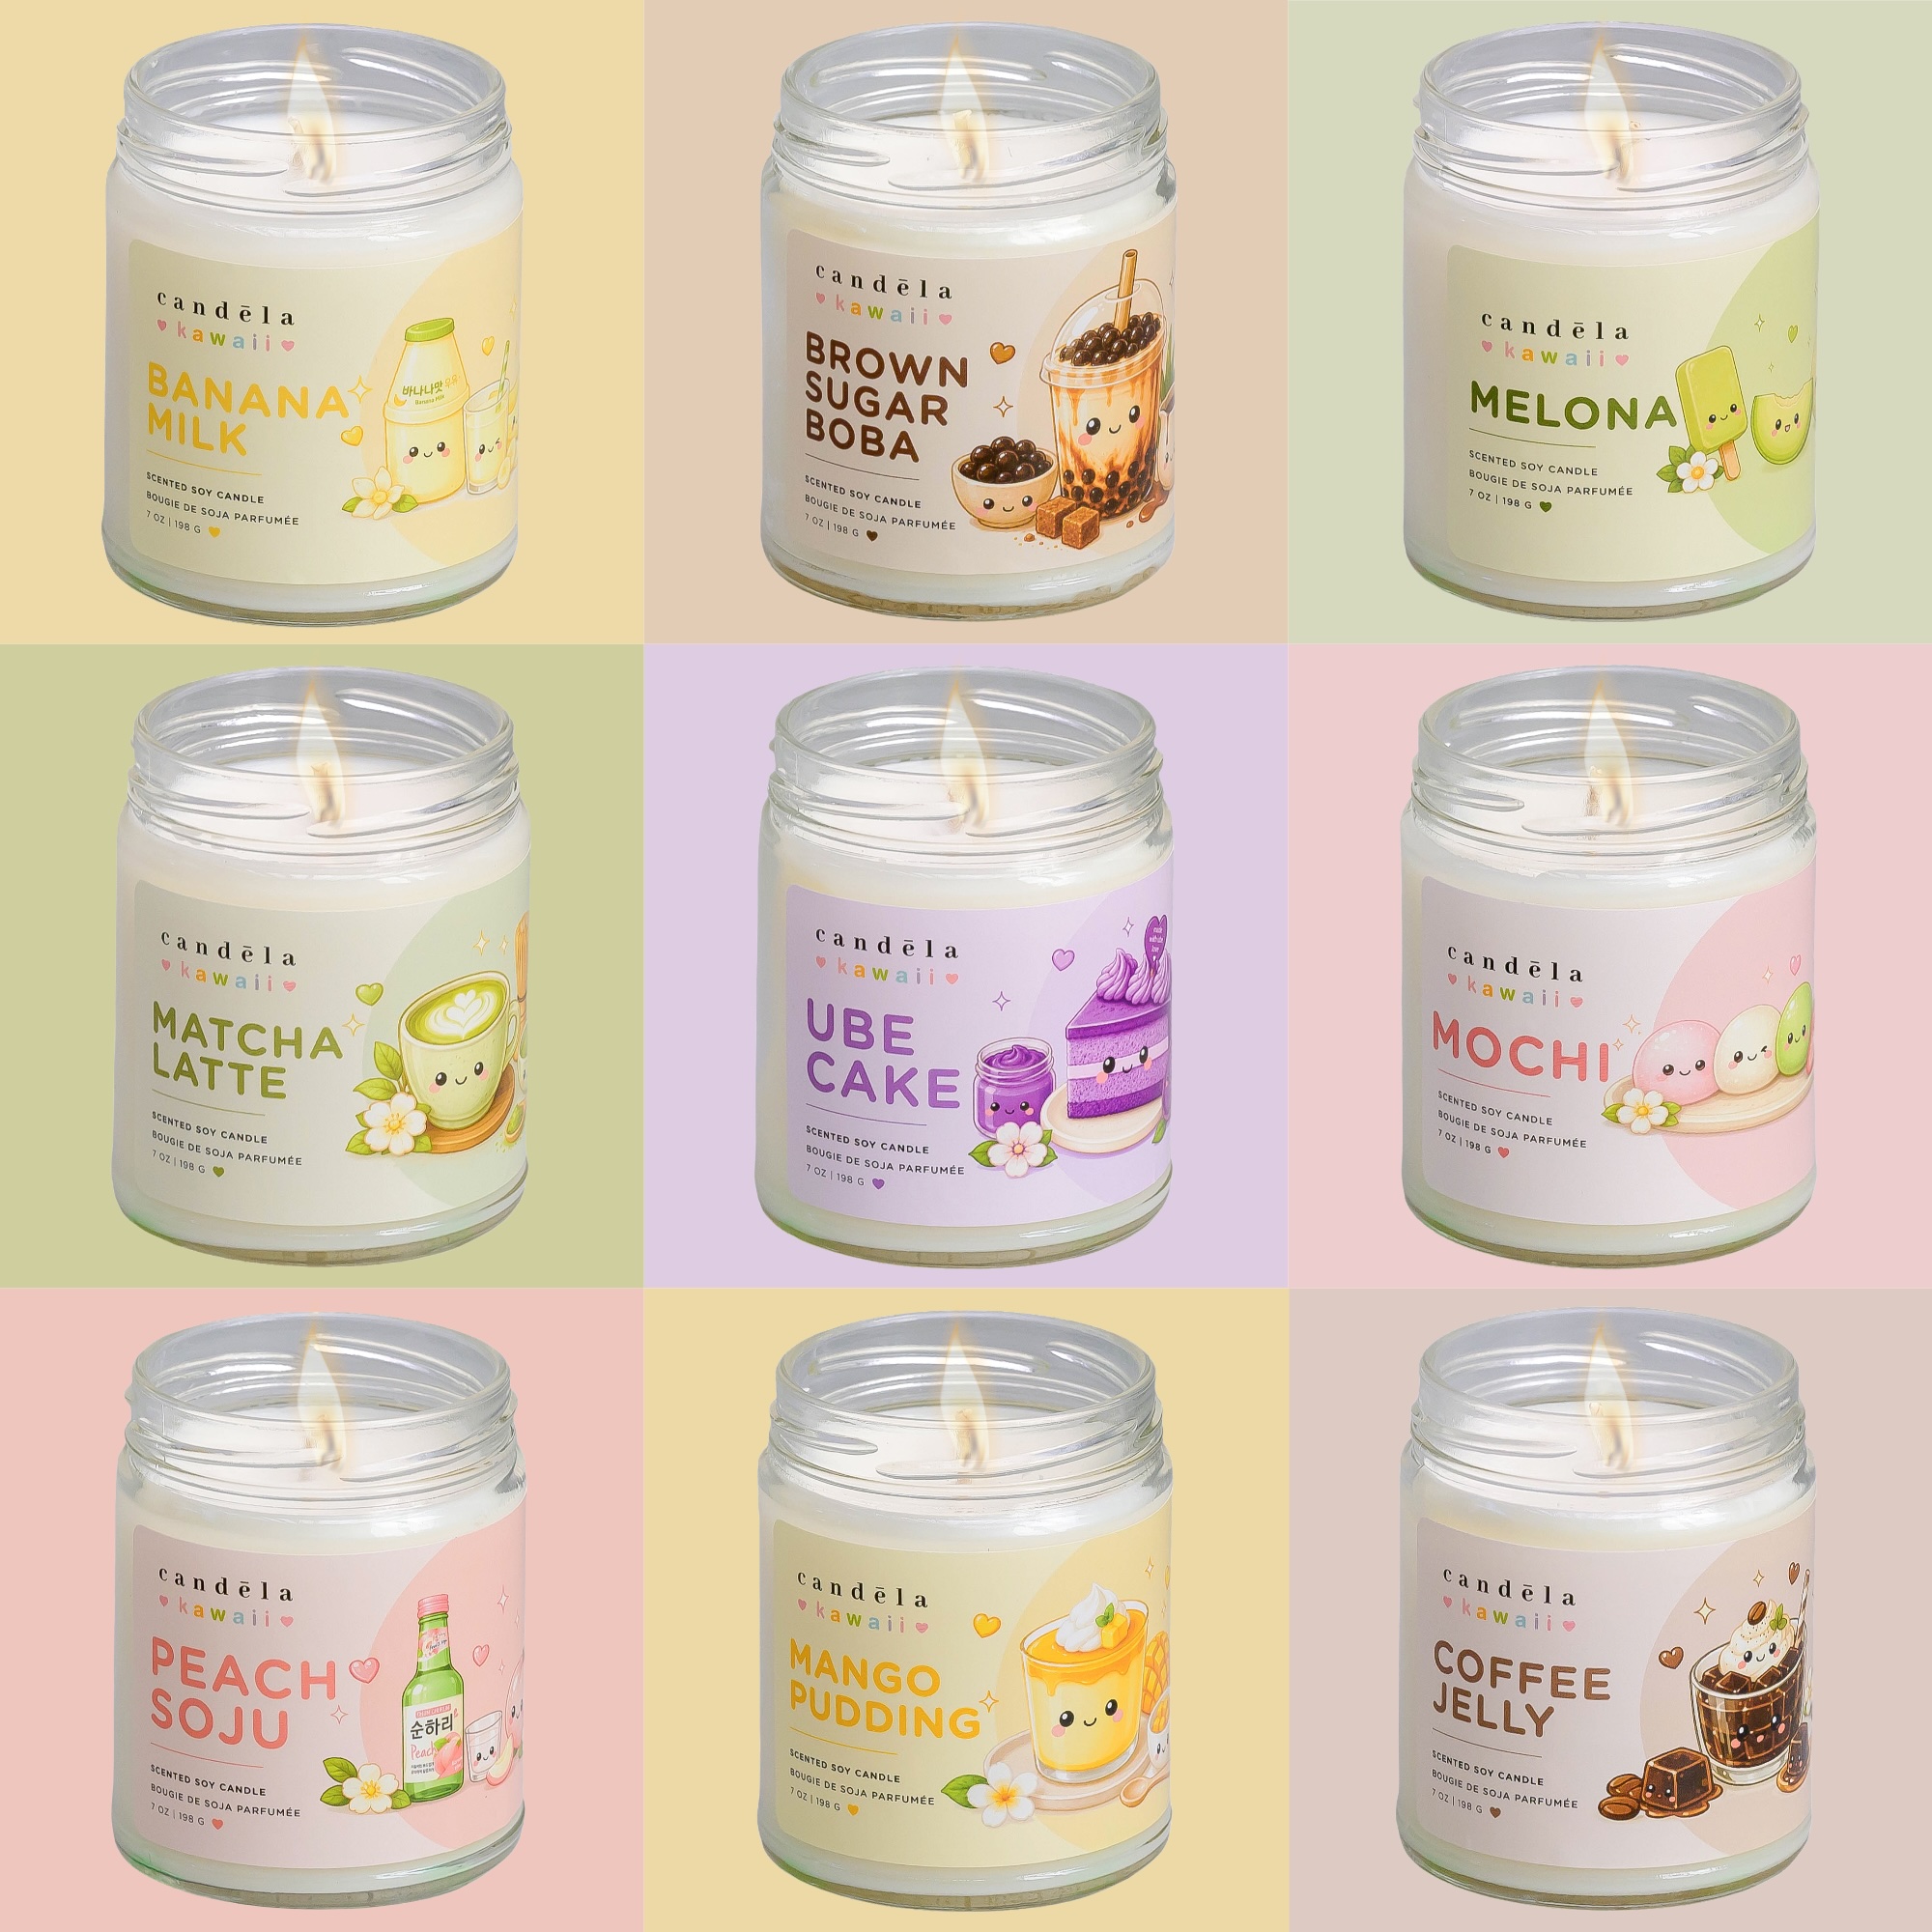 candēla
kawaii
BANANA
MILK
바나나맛 우유
Banana Milk
SCENTED SOY CANDLE
BOUGIE DE SOJA PARFUMÉE
7 OZ | 198 G
candēla
kawaii
BROWN
SUGAR
BOBA
SCENTED SOY CANDLE
BOUGIE DE SOJA PARFUMÉE
7 OZ | 198 G
candēla
kawaii
MELONA
SCENTED SOY CANDLE
BOUGIE DE SOJA PARFUMÉE
7 OZ | 198 G
candēla
kawaii
MATCHA
LATTE
SCENTED SOY CANDLE
BOUGIE DE SOJA PARFUMÉE
7 OZ | 198 G
candēla
kawaii
made
with ube
love
UBE
CAKE
SCENTED SOY CANDLE
BOUGIE DE SOJA PARFUMÉE
7 OZ | 198 G
candēla
kawaii
MOCHI
SCENTED SOY CANDLE
BOUGIE DE SOJA PARFUMÉE
7 OZ | 198 G
candēla
kawaii
PEACH
SOJU
순하리
Peach
SCENTED SOY CANDLE
BOUGIE DE SOJA PARFUMÉE
7 OZ | 198 G
candēla
kawaii
MANGO
PUDDING
SCENTED SOY CANDLE
BOUGIE DE SOJA PARFUMÉE
7 OZ | 198 G
candēla
kawaii
COFFEE
JELLY
SCENTED SOY CANDLE
BOUGIE DE SOJA PARFUMÉE
7 OZ | 198 G